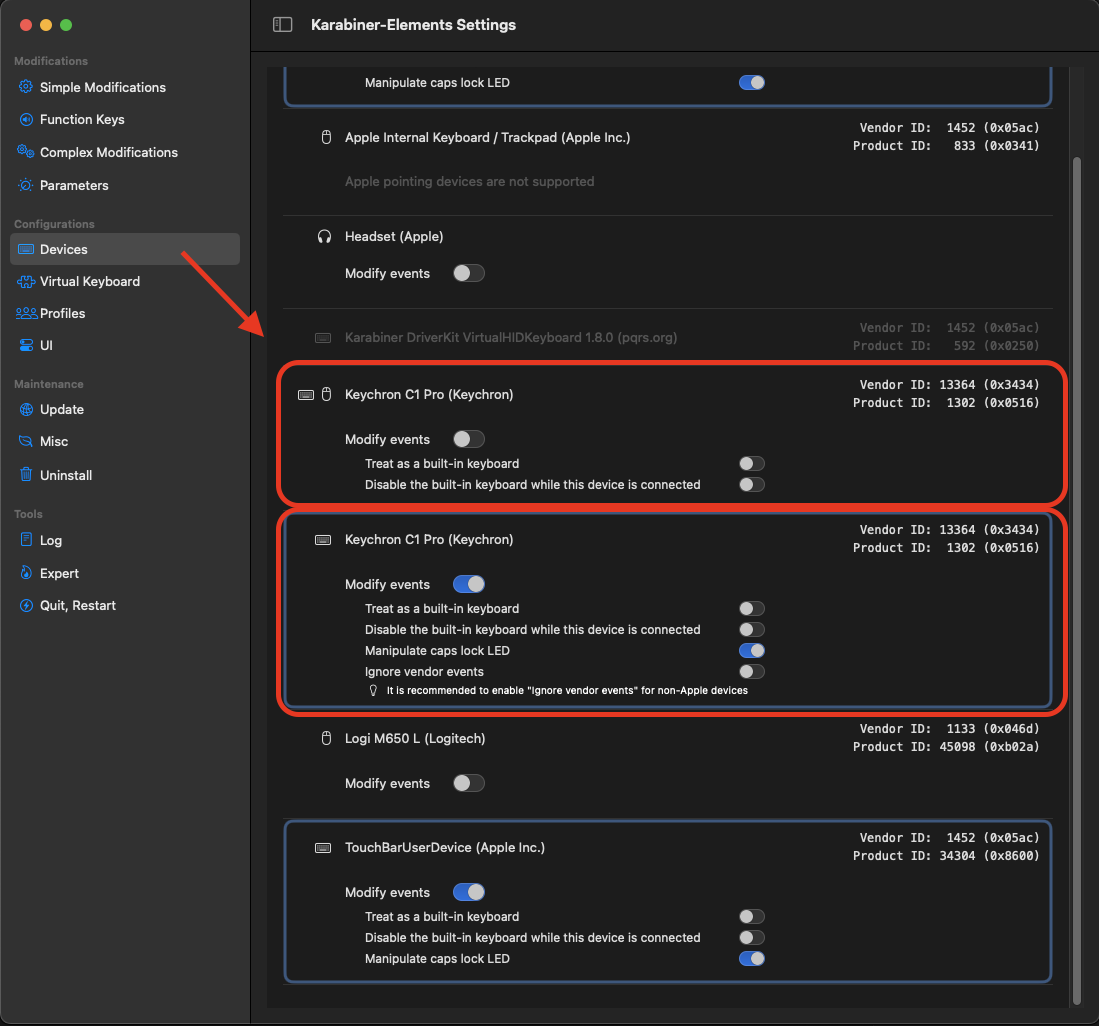 Karabiner-Elements Settings
Modifications
Simple Modifications
Function Keys
Complex Modifications
Parameters
Configurations
Devices
Virtual Keyboard
Profiles
UI
Maintenance
Update
Misc
Uninstall
Tools
Log
Expert
Quit, Restart
Manipulate caps lock LED
Apple Internal Keyboard / Trackpad (Apple Inc.)
Vendor ID: 1452 (0x05ac)
Product ID: 833 (0x0341)
Apple pointing devices are not supported
Headset (Apple)
Modify events
Karabiner DriverKit VirtualHIDKeyboard 1.8.0 (pqrs.org)
Vendor ID: 1452 (0x05ac)
Product ID: 592 (0x0250)
Keychron C1 Pro (Keychron)
Vendor ID: 13364 (0x3434)
Product ID: 1302 (0x0516)
Modify events
Treat as a built-in keyboard
Disable the built-in keyboard while this device is connected
Keychron C1 Pro (Keychron)
Vendor ID: 13364 (0x3434)
Product ID: 1302 (0x0516)
Modify events
Treat as a built-in keyboard
Disable the built-in keyboard while this device is connected
Manipulate caps lock LED
Ignore vendor events
It is recommended to enable "Ignore vendor events" for non-Apple devices
Logi M650 L (Logitech)
Vendor ID: 1133 (0x046d)
Product ID: 45098 (0xb02a)
Modify events
TouchBarUserDevice (Apple Inc.)
Vendor ID: 1452 (0x05ac)
Product ID: 34304 (0x8600)
Modify events
Treat as a built-in keyboard
Disable the built-in keyboard while this device is connected
Manipulate caps lock LED